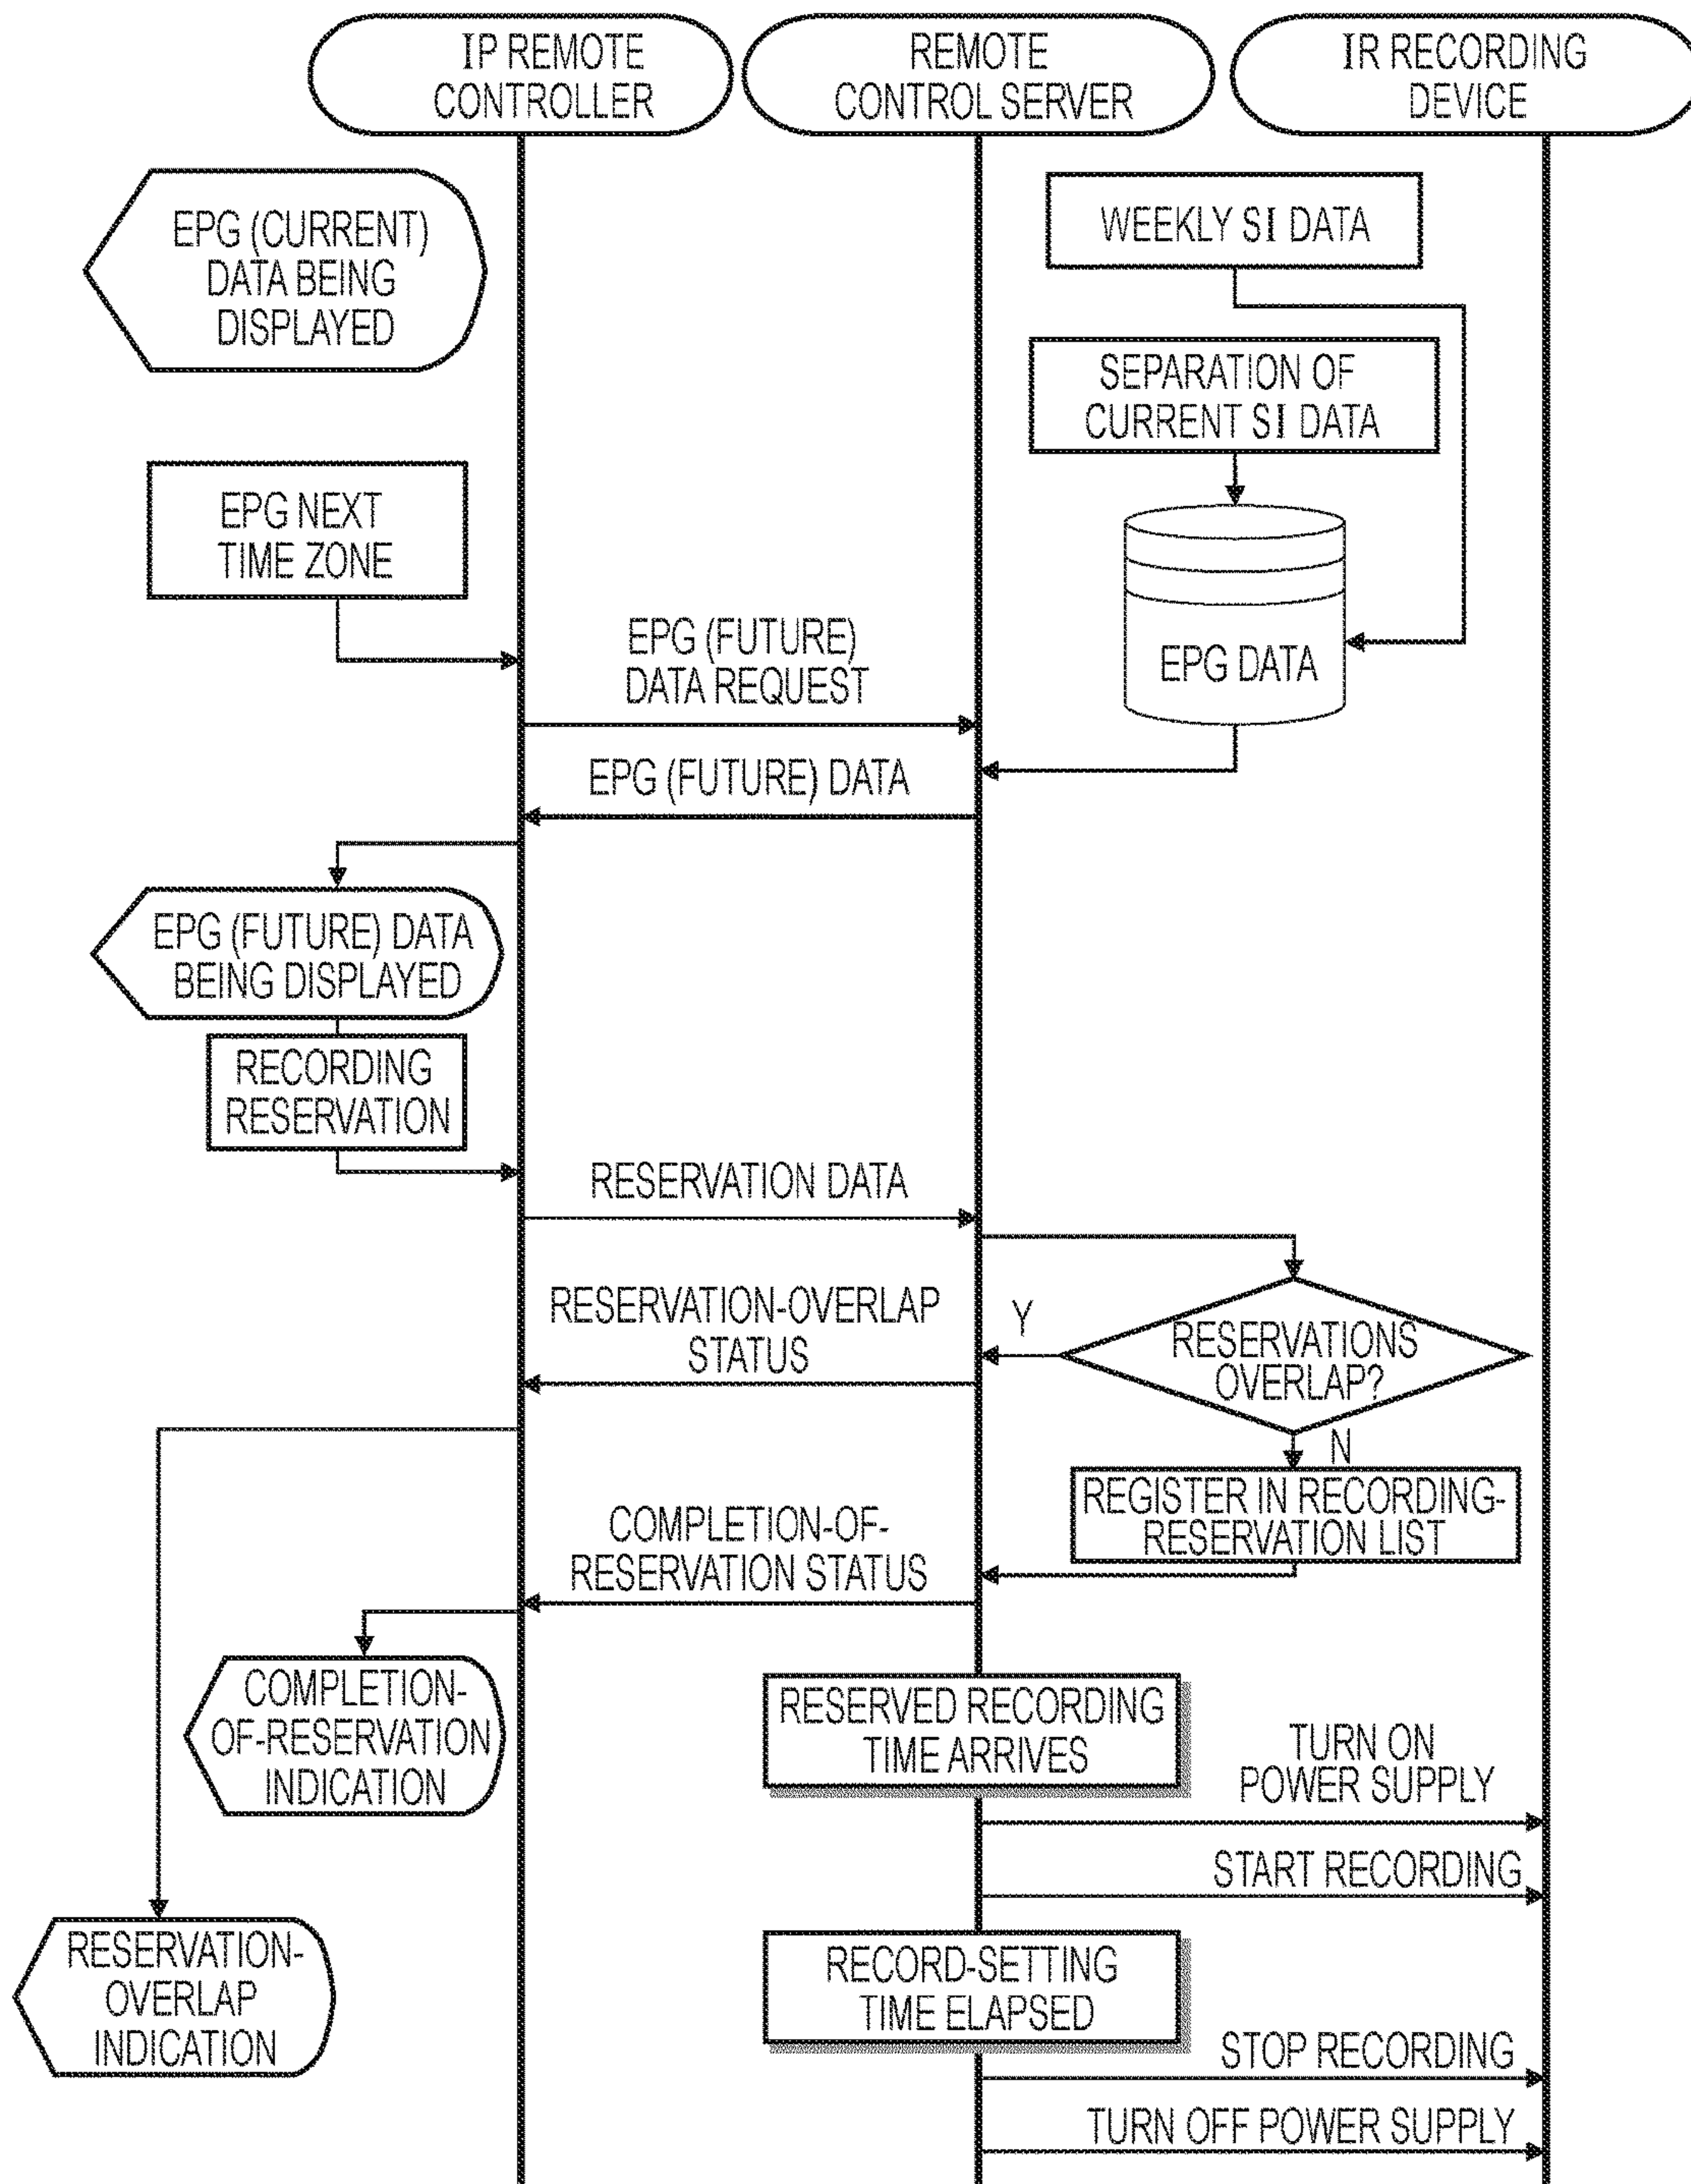 IP REMOTE
CONTROLLER
REMOTE
CONTROL SERVER
IR RECORDING
DEVICE
EPG (CURRENT)
DATA BEING
DISPLAYED
WEEKLY SI DATA
SEPARATION OF
CURRENT SI DATA
EPG NEXT
TIME ZONE
EPG (FUTURE)
DATA REQUEST
EPG DATA
EPG (FUTURE) DATA
EPG (FUTURE) DATA
BEING DISPLAYED
RECORDING
RESERVATION
RESERVATION DATA
RESERVATION-OVERLAP
STATUS
Y
RESERVATIONS
OVERLAP?
N
REGISTER IN RECORDING-
RESERVATION LIST
COMPLETION-OF-
RESERVATION STATUS
COMPLETION-
OF-RESERVATION
INDICATION
RESERVED RECORDING
TIME ARRIVES
TURN ON
POWER SUPPLY
START RECORDING
RESERVATION-
OVERLAP
INDICATION
RECORD-SETTING
TIME ELAPSED
STOP RECORDING
TURN OFF POWER SUPPLY